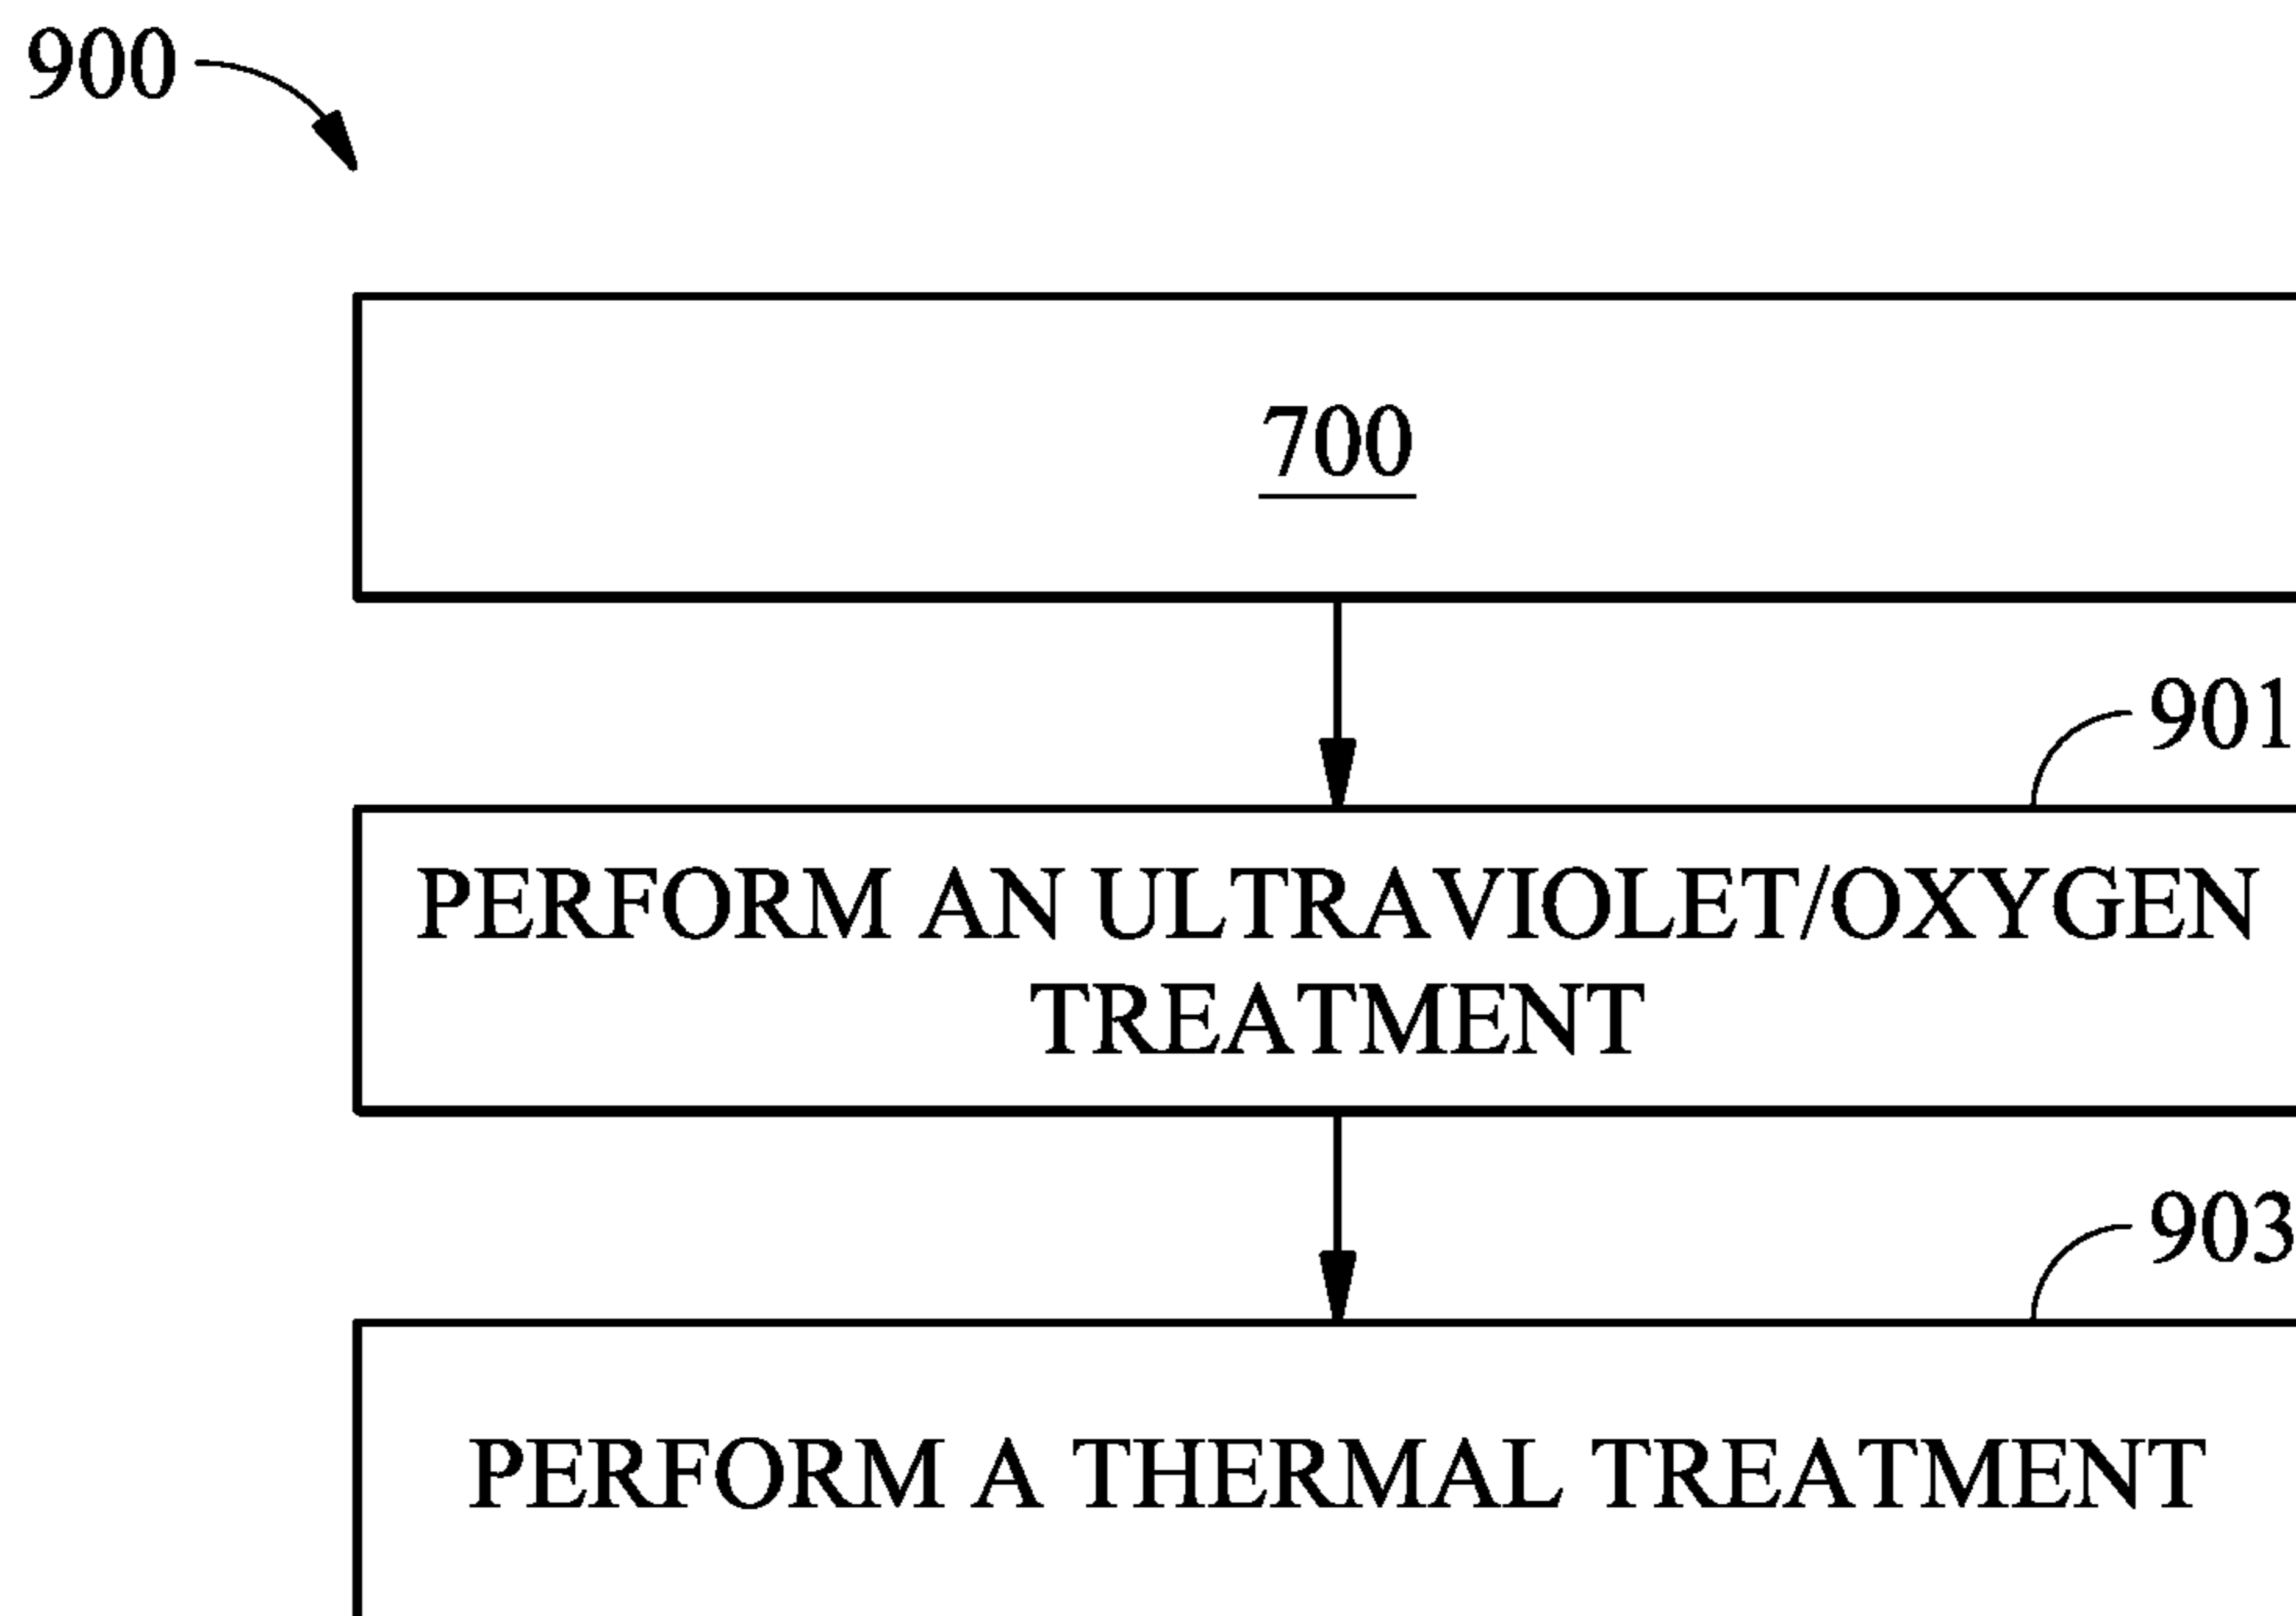 900
700
901
PERFORM AN ULTRAVIOLET/OXYGEN
TREATMENT
903
PERFORM A THERMAL TREATMENT